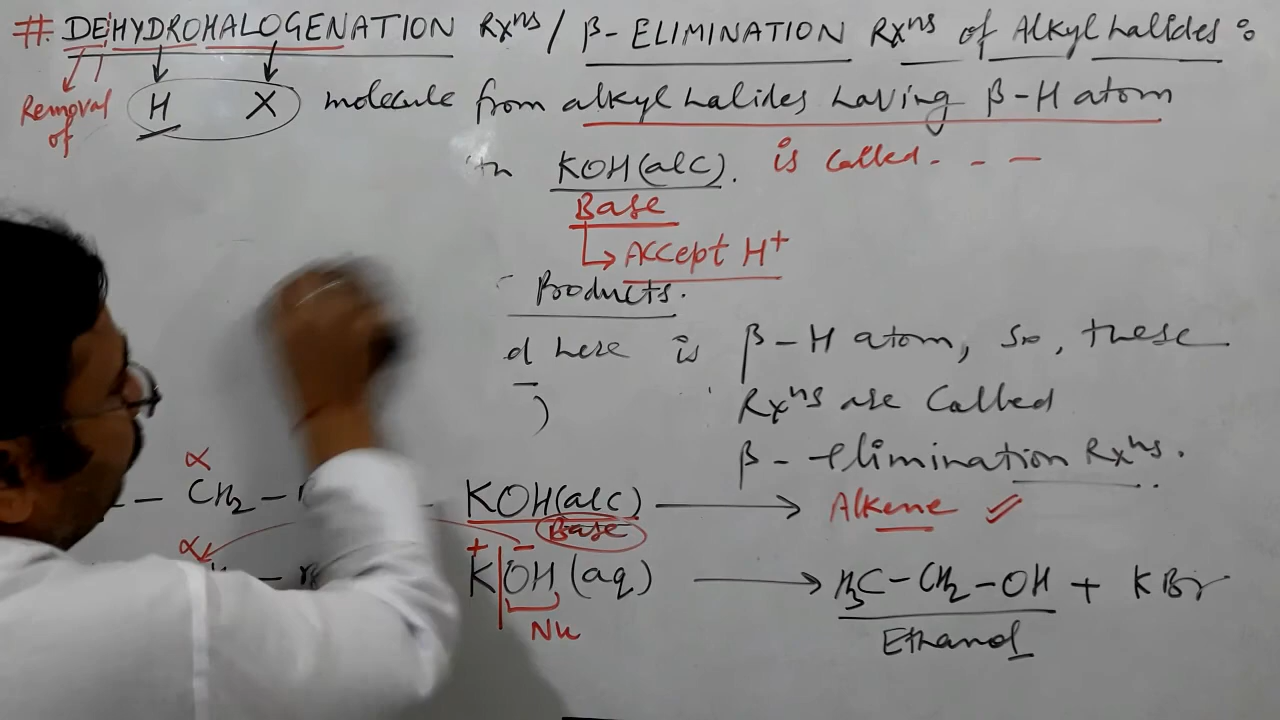 # DEHYDROHALOGENATION Rxⁿˢ / β- ELIMINATION Rxⁿˢ of Alkyl halides :
Removal of H X molecule from alkyl halides having β-H atom
KOH(alc). is called - - -
Base
↳ Accept H⁺
Products.
here is β-H atom, So, these
) Rxⁿˢ are Called
β - elimination Rxⁿˢ.
α
- CH₂ - KOH(alc) → Alkene ✓
Base
α + -
- KOH (aq) → H₃C-CH₂-OH + KBr
Nu Ethanol